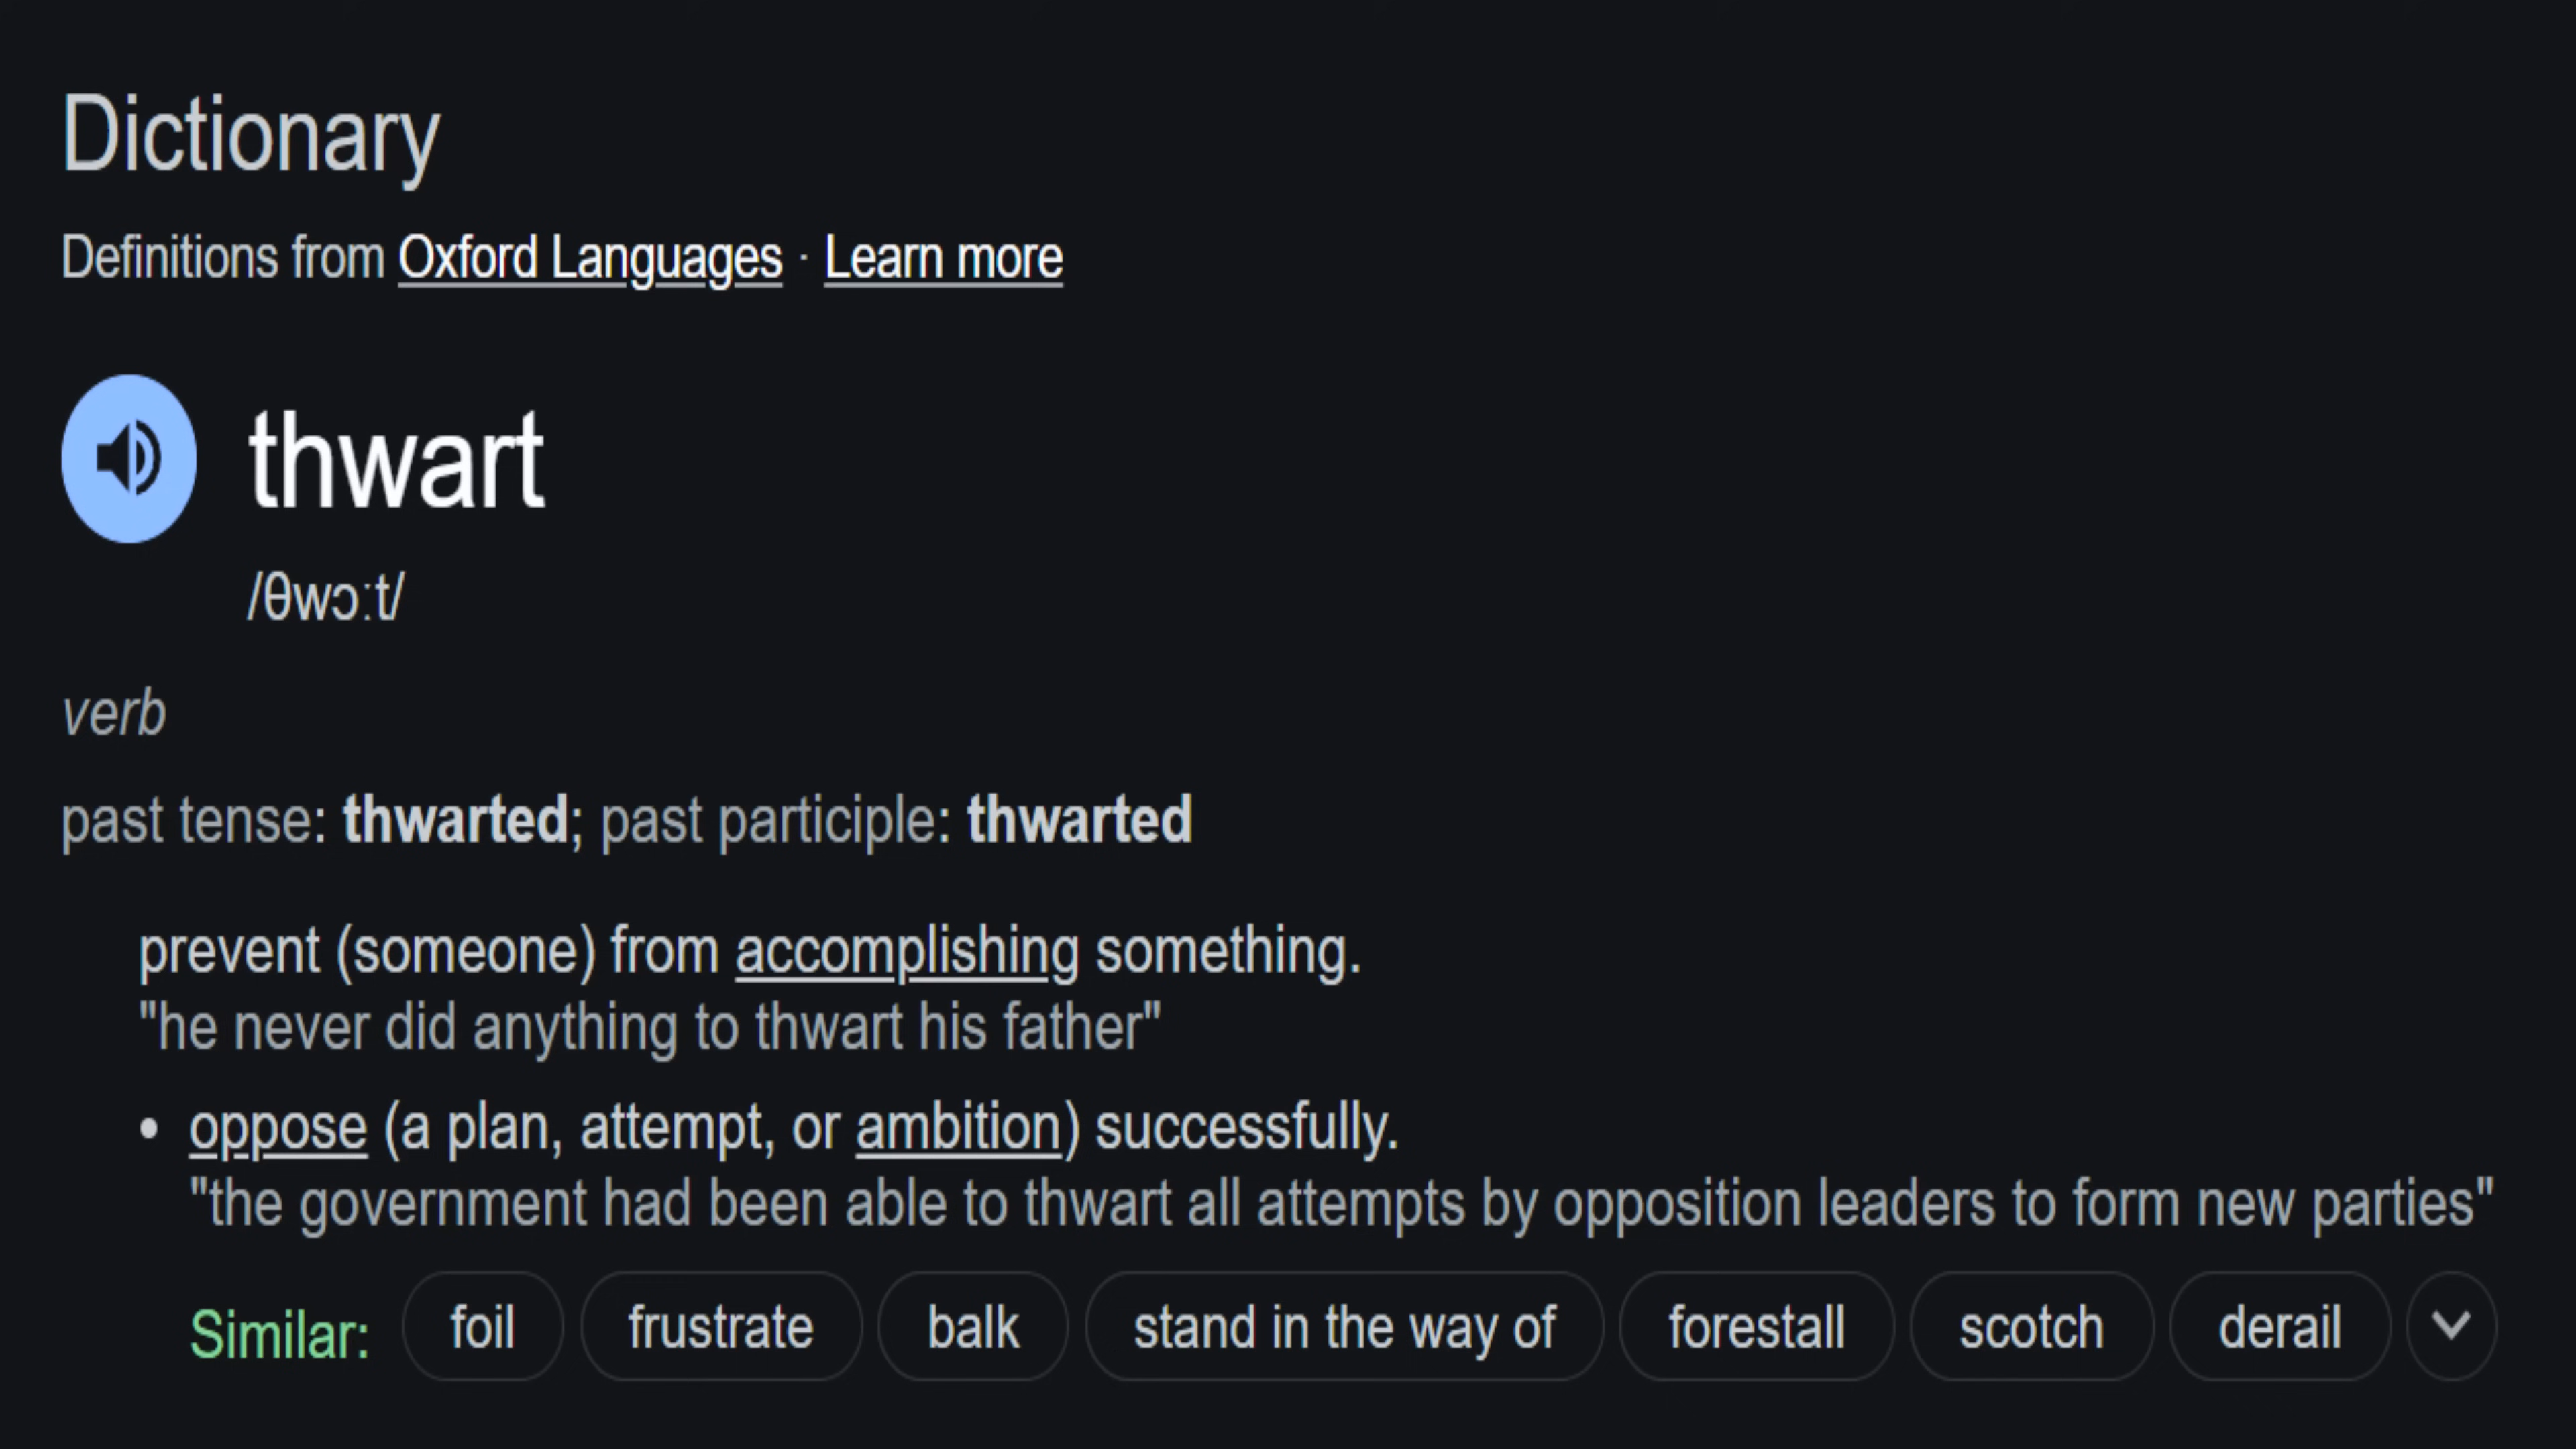 Dictionary
Definitions from Oxford Languages · Learn more
thwart
/θwɔːt/
verb
past tense: thwarted; past participle: thwarted
prevent (someone) from accomplishing something.
"he never did anything to thwart his father"
• oppose (a plan, attempt, or ambition) successfully.
"the government had been able to thwart all attempts by opposition leaders to form new parties"
Similar: foil frustrate balk stand in the way of forestall scotch derail